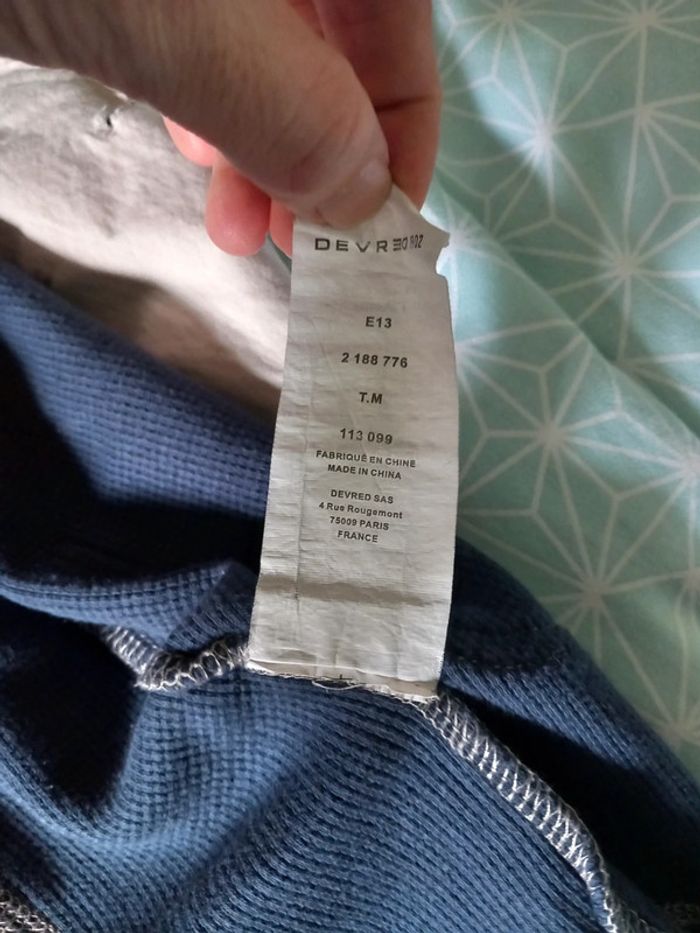 DEVRED 1902
E13
2 188 776
T.M
113 099
FABRIQUÉ EN CHINE
MADE IN CHINA
DEVRED SAS
4 Rue Rougemont
75009 PARIS
FRANCE